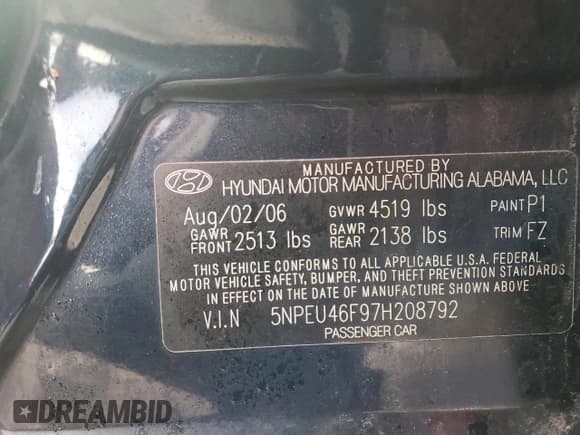 MANUFACTURED BY
HYUNDAI MOTOR MANUFACTURING ALABAMA, LLC
Aug/02/06 GVWR 4519 lbs PAINT P1
GAWR FRONT 2513 lbs GAWR REAR 2138 lbs TRIM FZ
THIS VEHICLE CONFORMS TO ALL APPLICABLE U.S.A. FEDERAL
MOTOR VEHICLE SAFETY, BUMPER, AND THEFT PREVENTION STANDARDS
IN EFFECT ON THE DATE OF MANUFACTURE SHOWN ABOVE
V.I.N 5NPEU46F97H208792
PASSENGER CAR
DREAMBID